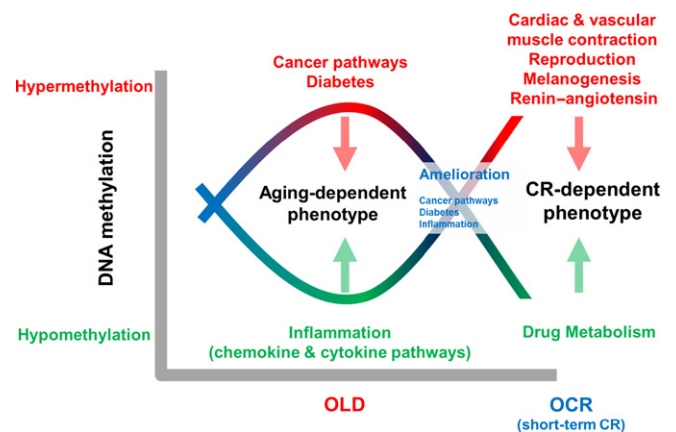 Cardiac & vascular
muscle contraction
Reproduction
Melanogenesis
Renin–angiotensin
Cancer pathways
Diabetes
Hypermethylation
DNA methylation
Aging-dependent
phenotype
Amelioration
Cancer pathways
Diabetes
Inflammation
CR-dependent
phenotype
Hypomethylation
Inflammation
(chemokine & cytokine pathways)
Drug Metabolism
OLD
OCR
(short-term CR)